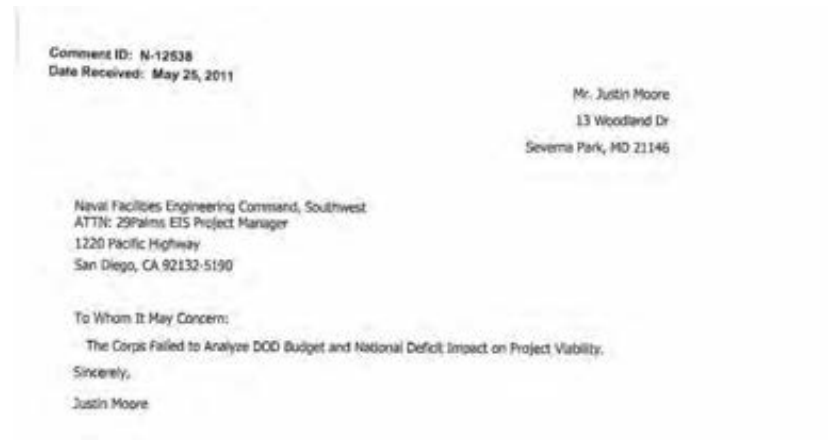 Comment ID: N-12538
Date Received: May 25, 2011
Mr. Justin Moore
13 Woodland Dr
Severna Park, MD 21146
Naval Facilities Engineering Command, Southwest
ATTN: 29Palms EIS Project Manager
1220 Pacific Highway
San Diego, CA 92132-5190
To Whom It May Concern:
The Corps Failed to Analyze DOD Budget and National Deficit Impact on Project Viability.
Sincerely,
Justin Moore